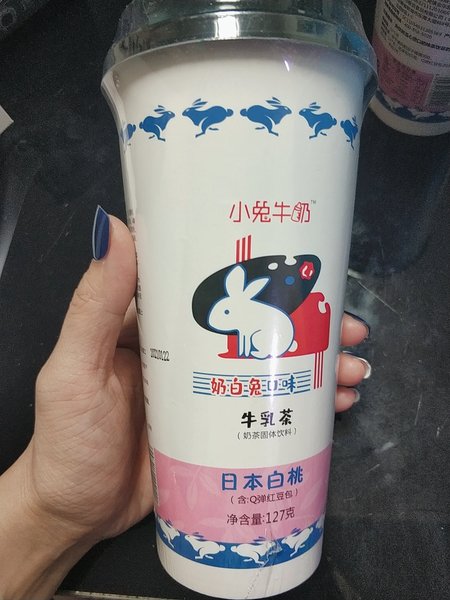 小兔牛奶™
奶白兔口味
牛乳茶
(奶茶固体饮料)
日本白桃
(含:Q弹红豆包)
净含量:127克